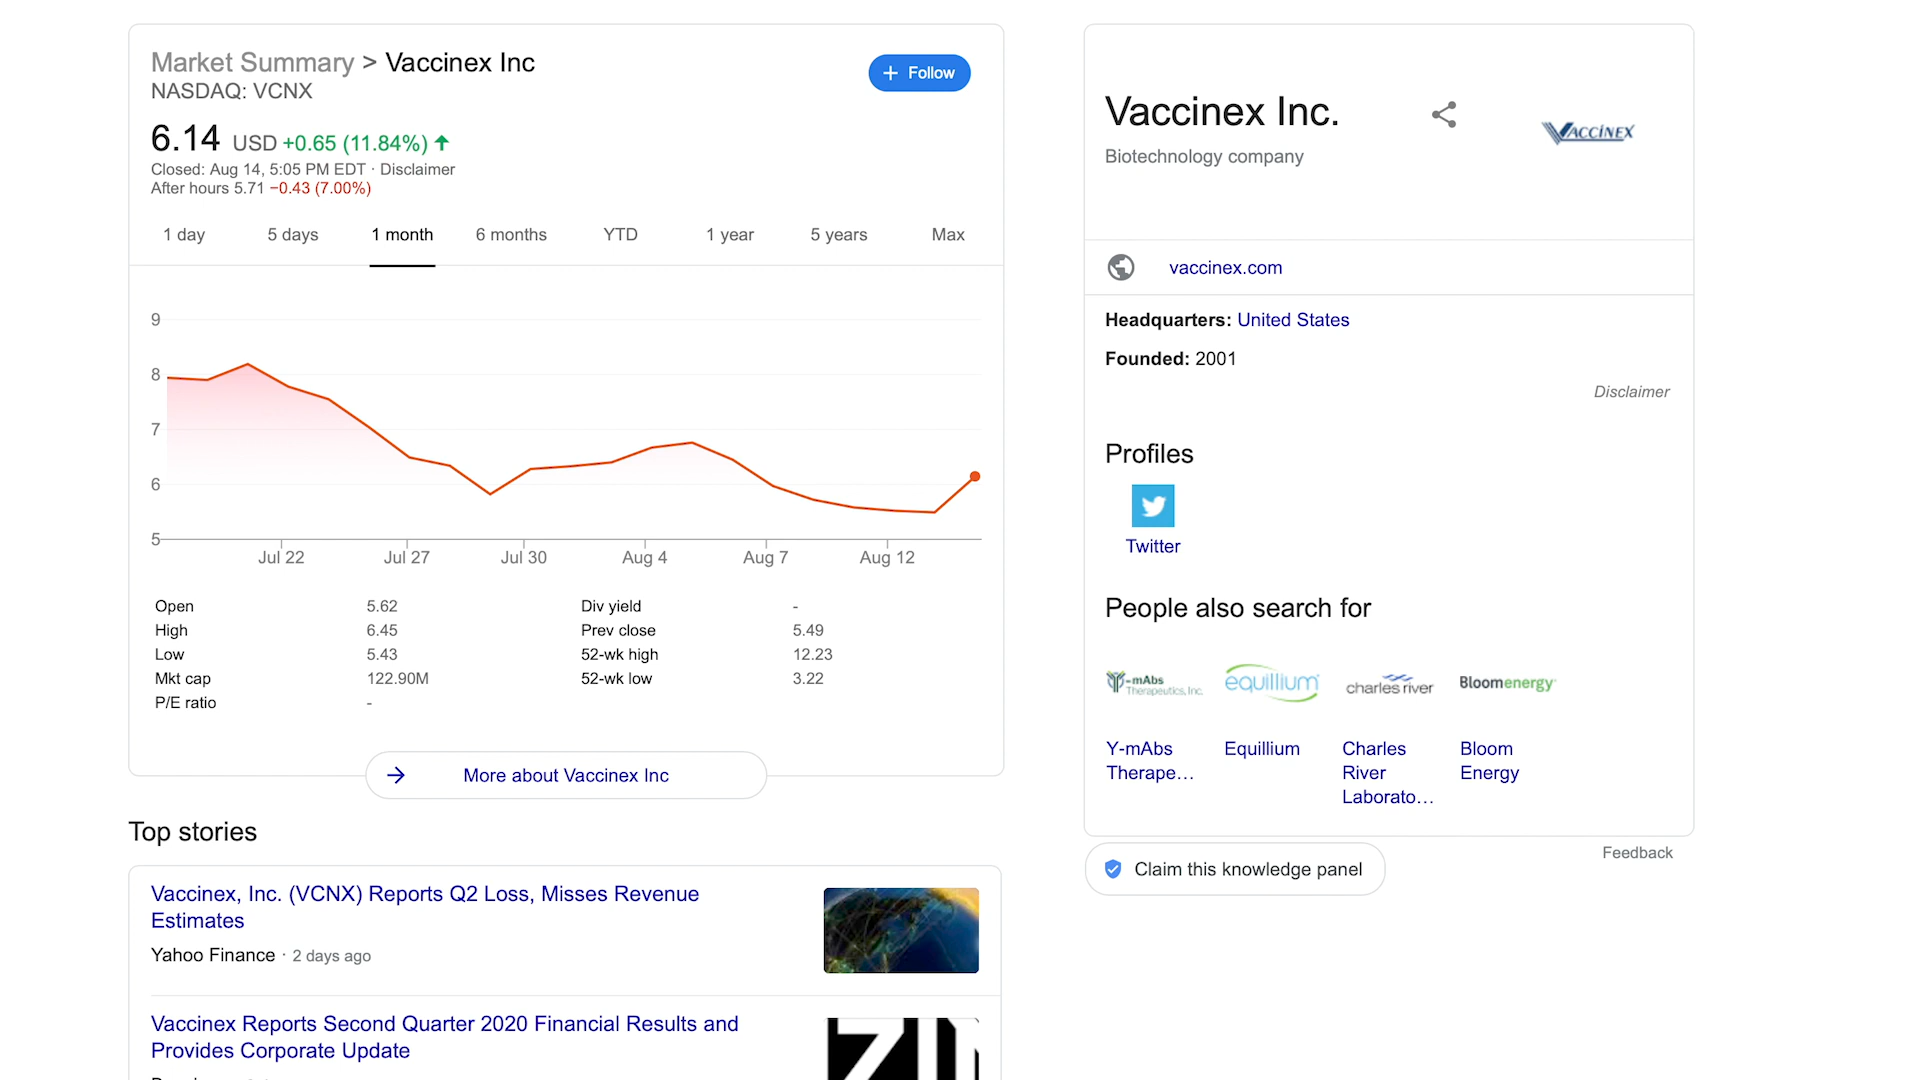 Market Summary > Vaccinex Inc
NASDAQ: VCNX
+ Follow
6.14 USD +0.65 (11.84%)
Closed: Aug 14, 5:05 PM EDT · Disclaimer
After hours 5.71 −0.43 (7.00%)
1 day 5 days 1 month 6 months YTD 1 year 5 years Max
9
8
7
6
5
Jul 22 Jul 27 Jul 30 Aug 4 Aug 7 Aug 12
Open 5.62 Div yield -
High 6.45 Prev close 5.49
Low 5.43 52-wk high 12.23
Mkt cap 122.90M 52-wk low 3.22
P/E ratio -
More about Vaccinex Inc
Top stories
Vaccinex, Inc. (VCNX) Reports Q2 Loss, Misses Revenue
Estimates
Yahoo Finance · 2 days ago
Vaccinex Reports Second Quarter 2020 Financial Results and
Provides Corporate Update
Vaccinex Inc.
VACCINEX
Biotechnology company
vaccinex.com
Headquarters: United States
Founded: 2001
Disclaimer
Profiles
Twitter
People also search for
Y-mAbs
Therapeutics, Inc.
equillium
charles river
Bloomenergy
Y-mAbs
Therape…
Equillium
Charles
River
Laborato…
Bloom
Energy
Feedback
Claim this knowledge panel